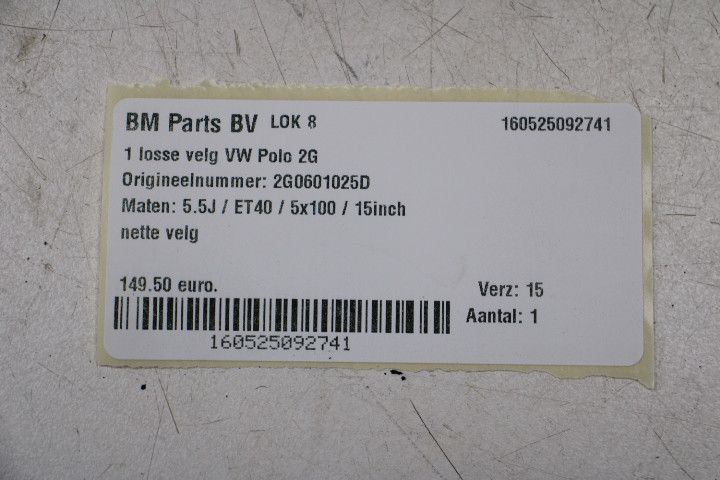 BM Parts BV LOK 8 160525092741
1 losse velg VW Polo 2G
Origineelnummer: 2G0601025D
Maten: 5.5J / ET40 / 5x100 / 15inch
nette velg
149.50 euro. Verz: 15
Aantal: 1
160525092741